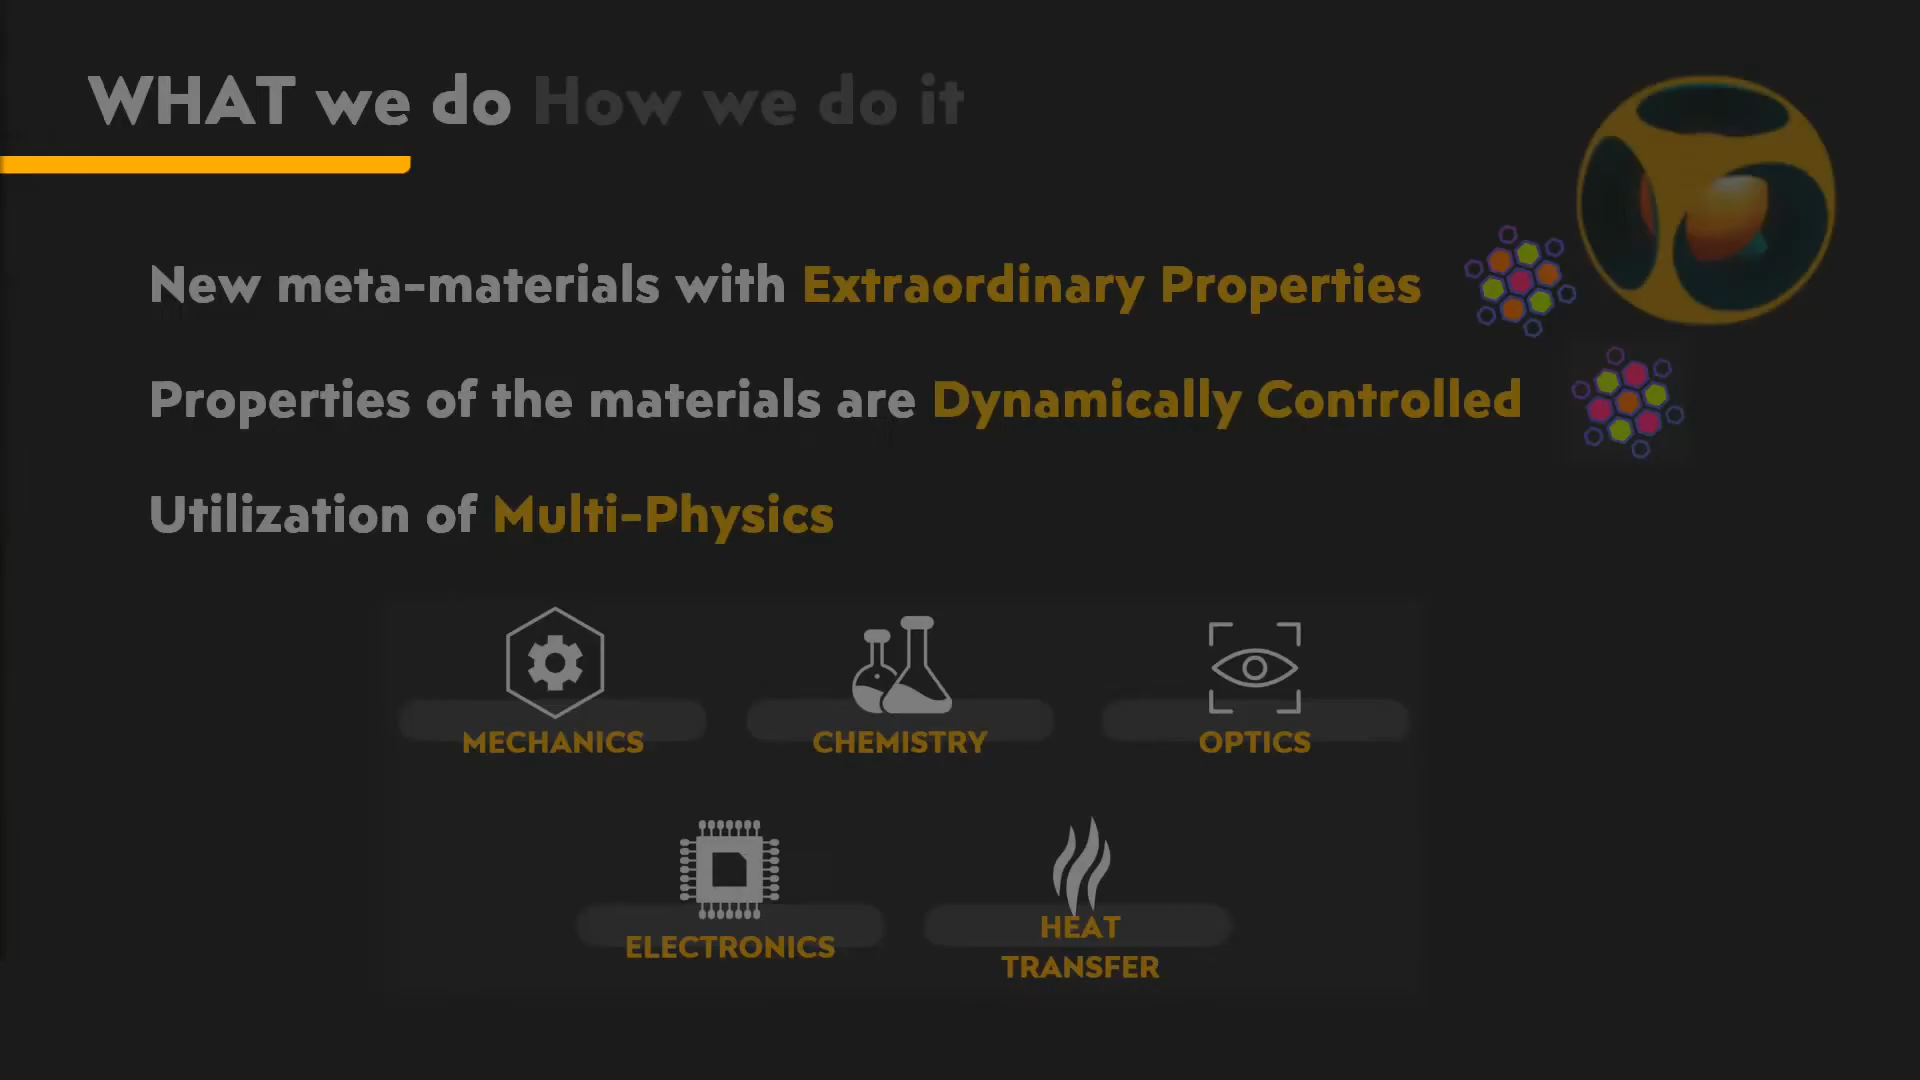 WHAT we do How we do it
New meta-materials with Extraordinary Properties
Properties of the materials are Dynamically Controlled
Utilization of Multi-Physics
MECHANICS
CHEMISTRY
OPTICS
ELECTRONICS
HEAT
TRANSFER